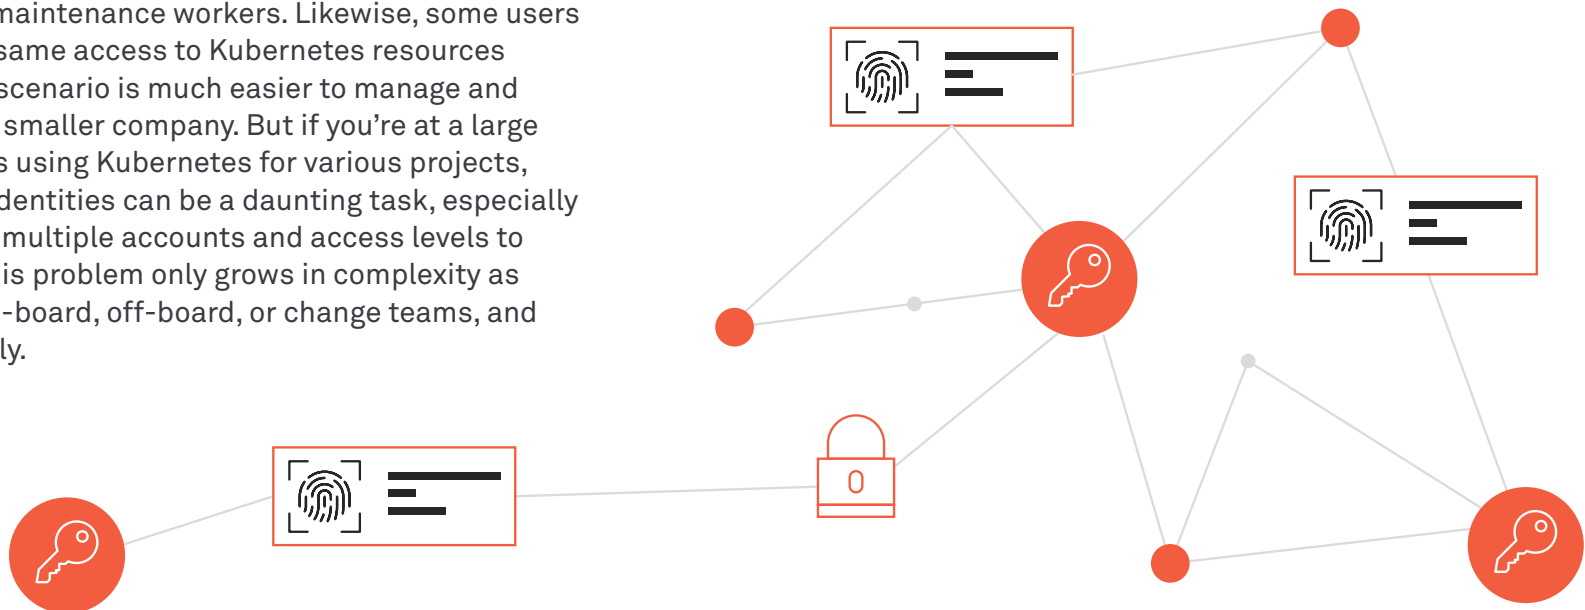 maintenance workers. Likewise, some users
same access to Kubernetes resources
scenario is much easier to manage and
smaller company. But if you’re at a large
s using Kubernetes for various projects,
dentities can be a daunting task, especially
multiple accounts and access levels to
is problem only grows in complexity as
-board, off-board, or change teams, and
ly.